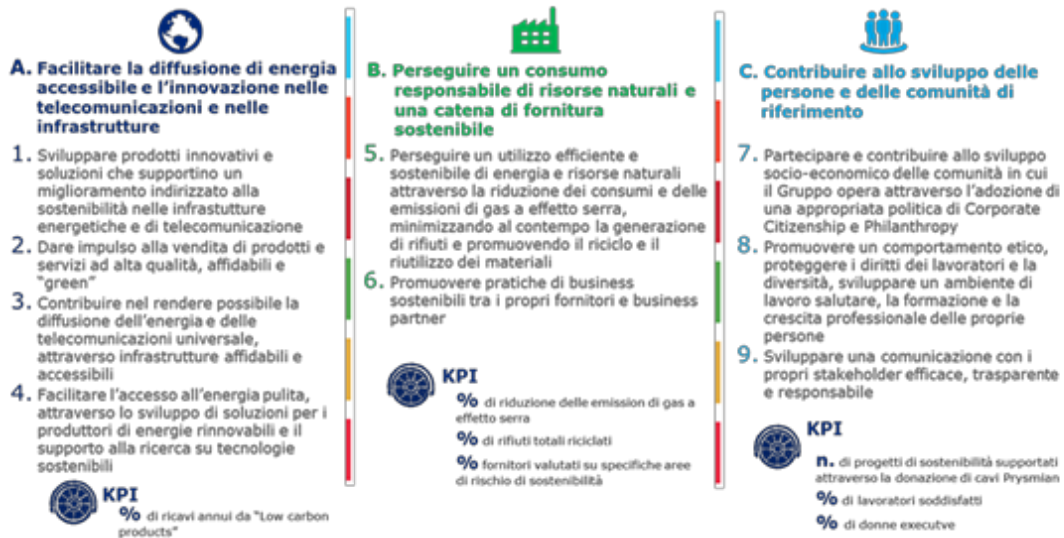 A. Facilitare la diffusione di energia
accessibile e l'innovazione nelle
telecomunicazioni e nelle
infrastrutture
1. Sviluppare prodotti innovativi e
soluzioni che supportino un
miglioramento indirizzato alla
sostenibilità nelle infrastutture
energetiche e di telecomunicazione
2. Dare impulso alla vendita di prodotti e
servizi ad alta qualità, affidabili e
"green"
3. Contribuire nel rendere possibile la
diffusione dell'energia e delle
telecomunicazioni universale,
attraverso infrastrutture affidabili e
accessibili
4. Facilitare l'accesso all'energia pulita,
attraverso lo sviluppo di soluzioni per i
produttori di energie rinnovabili e il
supporto alla ricerca su tecnologie
sostenibili
KPI
% di ricavi annui da "Low carbon
products"
B. Perseguire un consumo
responsabile di risorse naturali e
una catena di fornitura
sostenibile
5. Perseguire un utilizzo efficiente e
sostenibile di energia e risorse naturali
attraverso la riduzione dei consumi e delle
emissioni di gas a effetto serra,
minimizzando al contempo la generazione
di rifiuti e promuovendo il riciclo e il
riutilizzo dei materiali
6. Promuovere pratiche di business
sostenibili tra i propri fornitori e business
partner
KPI
% di riduzione delle emission di gas a
effetto serra
% di rifiuti totali riciclati
% fornitori valutati su specifiche aree
di rischio di sostenibilità
C. Contribuire allo sviluppo delle
persone e delle comunità di
riferimento
7. Partecipare e contribuire allo sviluppo
socio-economico delle comunità in cui
il Gruppo opera attraverso l'adozione di
una appropriata politica di Corporate
Citizenship e Philanthropy
8. Promuovere un comportamento etico,
proteggere i diritti dei lavoratori e la
diversità, sviluppare un ambiente di
lavoro salutare, la formazione e la
crescita professionale delle proprie
persone
9. Sviluppare una comunicazione con i
propri stakeholder efficace, trasparente
e responsabile
KPI
n. di progetti di sostenibilità supportati
attraverso la donazione di cavi Prysmian
% di lavoratori soddisfatti
% di donne executve